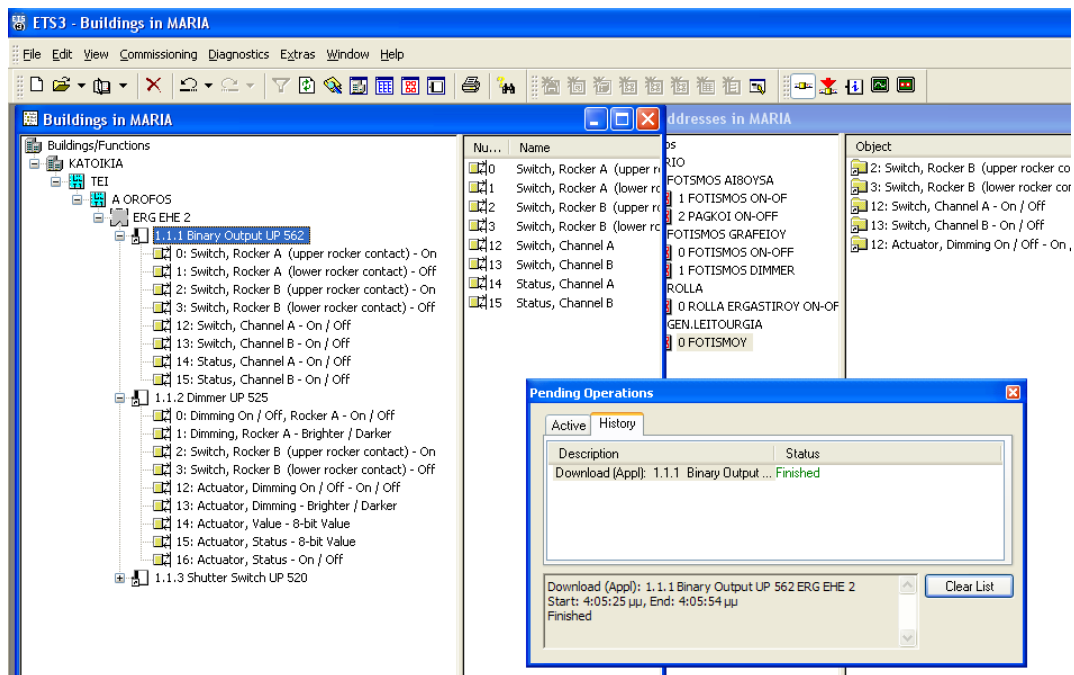 ETS3 - Buildings in MARIA
File Edit View Commissioning Diagnostics Extras Window Help
Buildings in MARIA
Buildings/Functions
KATOIKIA
TEI
A OROFOS
ERG EHE 2
1.1.1 Binary Output UP 562
0: Switch, Rocker A (upper rocker contact) - On
1: Switch, Rocker A (lower rocker contact) - Off
2: Switch, Rocker B (upper rocker contact) - On
3: Switch, Rocker B (lower rocker contact) - Off
12: Switch, Channel A - On / Off
13: Switch, Channel B - On / Off
14: Status, Channel A - On / Off
15: Status, Channel B - On / Off
1.1.2 Dimmer UP 525
0: Dimming On / Off, Rocker A - On / Off
1: Dimming, Rocker A - Brighter / Darker
2: Switch, Rocker B (upper rocker contact) - On
3: Switch, Rocker B (lower rocker contact) - Off
12: Actuator, Dimming On / Off - On / Off
13: Actuator, Dimming - Brighter / Darker
14: Actuator, Value - 8-bit Value
15: Actuator, Status - 8-bit Value
16: Actuator, Status - On / Off
1.1.3 Shutter Switch UP 520
Nu... Name
0 Switch, Rocker A (upper r
1 Switch, Rocker A (lower ro
2 Switch, Rocker B (upper r
3 Switch, Rocker B (lower ro
12 Switch, Channel A
13 Switch, Channel B
14 Status, Channel A
15 Status, Channel B
ddresses in MARIA
os
RIO
FOTSMOS AI8OYSA
1 FOTISMOS ON-OF
2 PAGKOI ON-OFF
FOTISMOS GRAFEIOY
0 FOTISMOS ON-OFF
1 FOTISMOS DIMMER
ROLLA
0 ROLLA ERGASTIROY ON-OF
GEN.LEITOURGIA
0 FOTISMOY
Object
2: Switch, Rocker B (upper rocker co
3: Switch, Rocker B (lower rocker cor
12: Switch, Channel A - On / Off
13: Switch, Channel B - On / Off
12: Actuator, Dimming On / Off - On
Pending Operations
Active History
Description Status
Download (Appl): 1.1.1 Binary Output ... Finished
Download (Appl): 1.1.1 Binary Output UP 562 ERG EHE 2
Start: 4:05:25 μμ, End: 4:05:54 μμ
Finished
Clear List